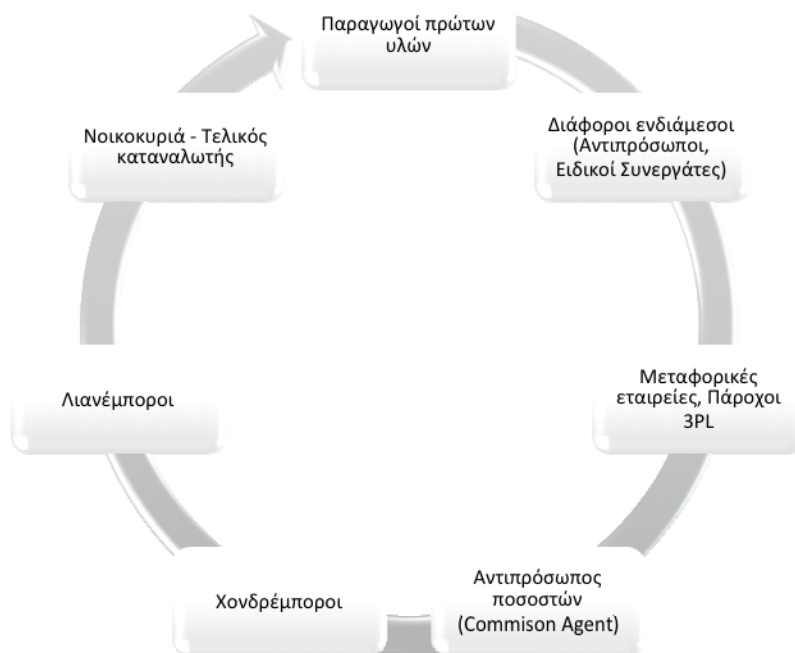 Παραγωγοί πρώτων
υλών
Διάφοροι ενδιάμεσοι
(Αντιπρόσωποι,
Ειδικοί Συνεργάτες)
Μεταφορικές
εταιρείες, Πάροχοι
3PL
Αντιπρόσωπος
ποσοστών
(Commison Agent)
Χονδρέμποροι
Λιανέμποροι
Νοικοκυριά - Τελικός
καταναλωτής